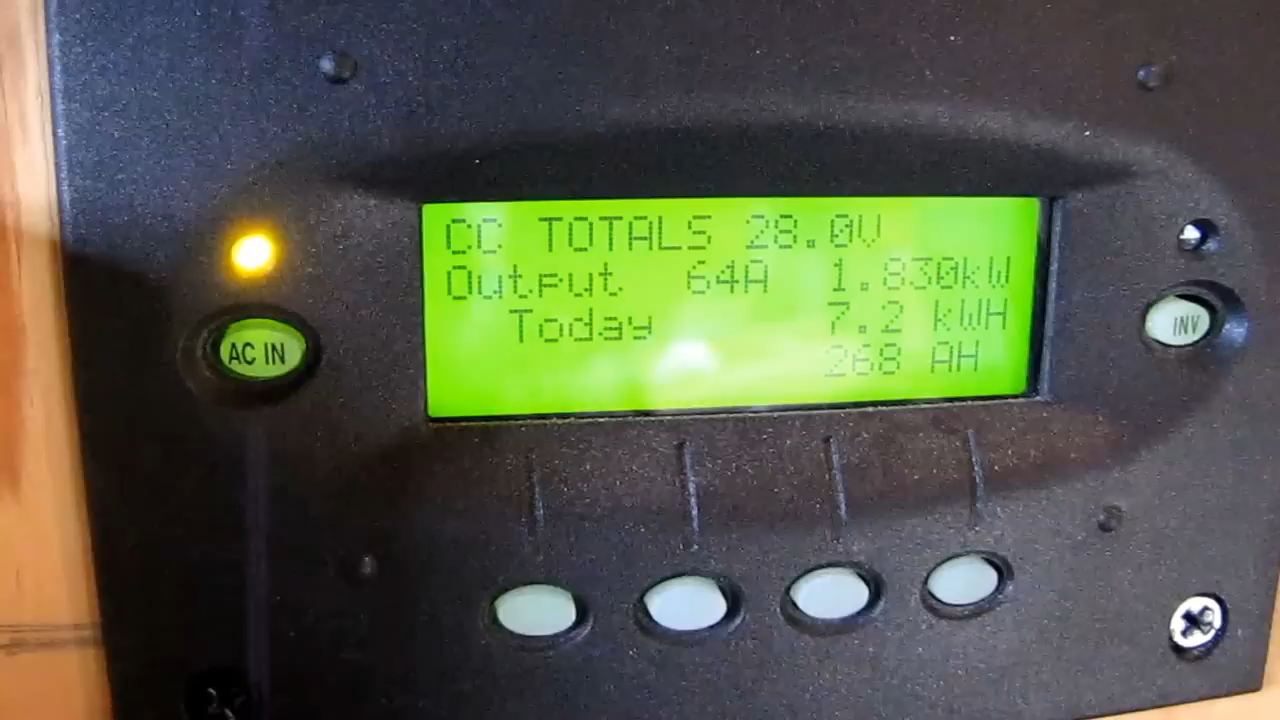 CC TOTALS 28.0V
Output 64A 1.830kW
Today 7.2 kWH
268 AH
AC IN
INV